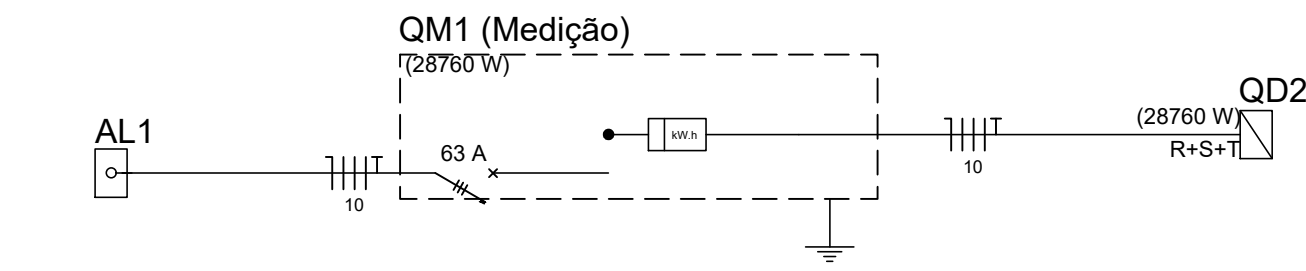 QM1 (Medição)
(28760 W)
AL1
63 A
10
kW.h
10
(28760 W)
R+S+T
QD2